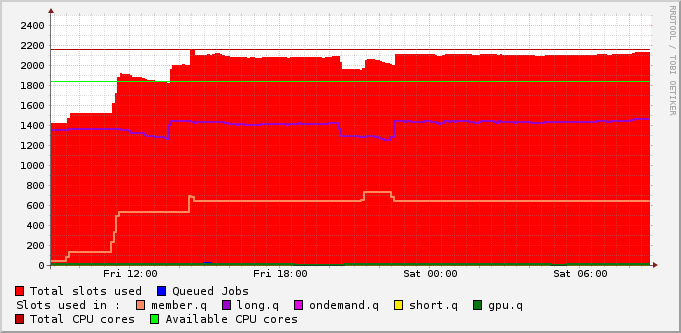 RRDTOOL / TOBI OETIKER
2400
2200
2000
1800
1600
1400
1200
1000
800
600
400
200
0
Fri 12:00 Fri 18:00 Sat 00:00 Sat 06:00
Total slots used Queued Jobs
Slots used in : member.q long.q ondemand.q short.q gpu.q
Total CPU cores Available CPU cores